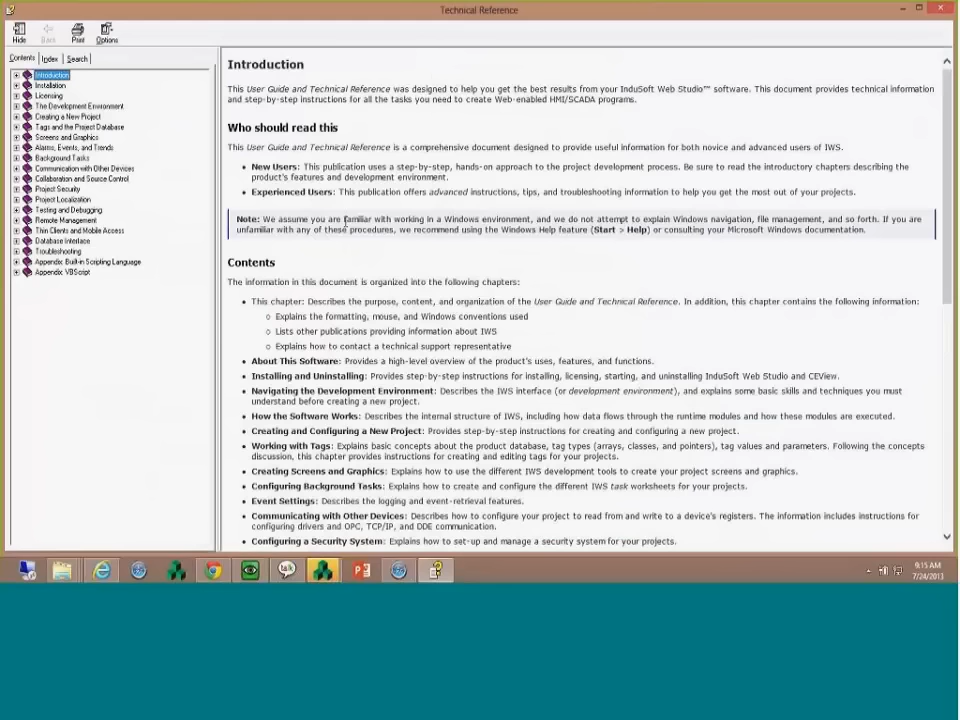 Technical Reference
Hide Back Print Options
Contents Index Search
Introduction
Installation
Licensing
The Development Environment
Creating a New Project
Tags and the Project Database
Screens and Graphics
Alarms, Events, and Trends
Background Tasks
Communication with Other Devices
Collaboration and Source Control
Project Security
Project Localization
Testing and Debugging
Remote Management
Thin Clients and Mobile Access
Database Interface
Troubleshooting
Appendix: Built-in Scripting Language
Appendix: VBScript
Introduction
This User Guide and Technical Reference was designed to help you get the best results from your InduSoft Web Studio™ software. This document provides technical information
and step-by-step instructions for all the tasks you need to create Web-enabled HMI/SCADA programs.
Who should read this
This User Guide and Technical Reference is a comprehensive document designed to provide useful information for both novice and advanced users of IWS.
• New Users: This publication uses a step-by-step, hands-on approach to the project development process. Be sure to read the introductory chapters describing the
product's features and development environment.
• Experienced Users: This publication offers advanced instructions, tips, and troubleshooting information to help you get the most out of your projects.
Note: We assume you are familiar with working in a Windows environment, and we do not attempt to explain Windows navigation, file management, and so forth. If you are
unfamiliar with any of these procedures, we recommend using the Windows Help feature (Start > Help) or consulting your Microsoft Windows documentation.
Contents
The information in this document is organized into the following chapters:
• This chapter: Describes the purpose, content, and organization of the User Guide and Technical Reference. In addition, this chapter contains the following information:
○ Explains the formatting, mouse, and Windows conventions used
○ Lists other publications providing information about IWS
○ Explains how to contact a technical support representative
• About This Software: Provides a high-level overview of the product's uses, features, and functions.
• Installing and Uninstalling: Provides step-by-step instructions for installing, licensing, starting, and uninstalling InduSoft Web Studio and CEView.
• Navigating the Development Environment: Describes the IWS interface (or development environment), and explains some basic skills and techniques you must
understand before creating a new project.
• How the Software Works: Describes the internal structure of IWS, including how data flows through the runtime modules and how these modules are executed.
• Creating and Configuring a New Project: Provides step-by-step instructions for creating and configuring a new project.
• Working with Tags: Explains basic concepts about the product database, tag types (arrays, classes, and pointers), tag values and parameters. Following the concepts
discussion, this chapter provides instructions for creating and editing tags for your projects.
• Creating Screens and Graphics: Explains how to use the different IWS development tools to create your project screens and graphics.
• Configuring Background Tasks: Explains how to create and configure the different IWS task worksheets for your projects.
• Event Settings: Describes the logging and event-retrieval features.
• Communicating with Other Devices: Describes how to configure your project to read from and write to a device's registers. The information includes instructions for
configuring drivers and OPC, TCP/IP, and DDE communication.
• Configuring a Security System: Explains how to set-up and manage a security system for your projects.
talk
9:15 AM
7/24/2013